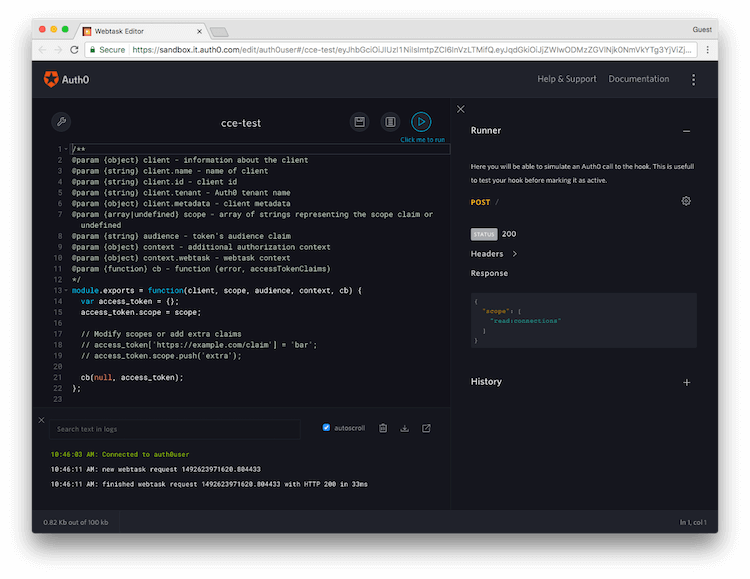 Webtask Editor
Guest
Secure
https://sandbox.it.auth0.com/edit/auth0user#/cce-test/
Auth0
Help & Support
Documentation
cce-test
Click me to run
1 /**
2 @param {object} client - information about the client
3 @param {string} client.name - name of client
4 @param {string} client.id - client id
5 @param {string} client.tenant - Auth0 tenant name
6 @param {object} client.metadata - client metadata
7 @param {array|undefined} scope - array of strings representing the scope claim or
undefined
8 @param {string} audience - token's audience claim
9 @param {object} context - additional authorization context
10 @param {object} context.webtask - webtask context
11 @param {function} cb - function (error, accessTokenClaims)
12 */
13 module.exports = function(client, scope, audience, context, cb) {
14 var access_token = {};
15 access_token.scope = scope;
16
17 // Modify scopes or add extra claims
18 // access_token['https://example.com/claim'] = 'bar';
19 // access_token.scope.push('extra');
20
21 cb(null, access_token);
22 };
23
Runner
Here you will be able to simulate an Auth0 call to the hook. This is usefull
to test your hook before marking it as active.
POST /
STATUS 200
Headers
Response
{
"scope": [
"read:connections"
]
}
History
Search text in logs
autoscroll
10:46:03 AM: Connected to auth0user
10:46:11 AM: new webtask request 1492623971620.804433
10:46:11 AM: finished webtask request 1492623971620.804433 with HTTP 200 in 33ms
0.82 Kb out of 100 kb
ln 1, col 1